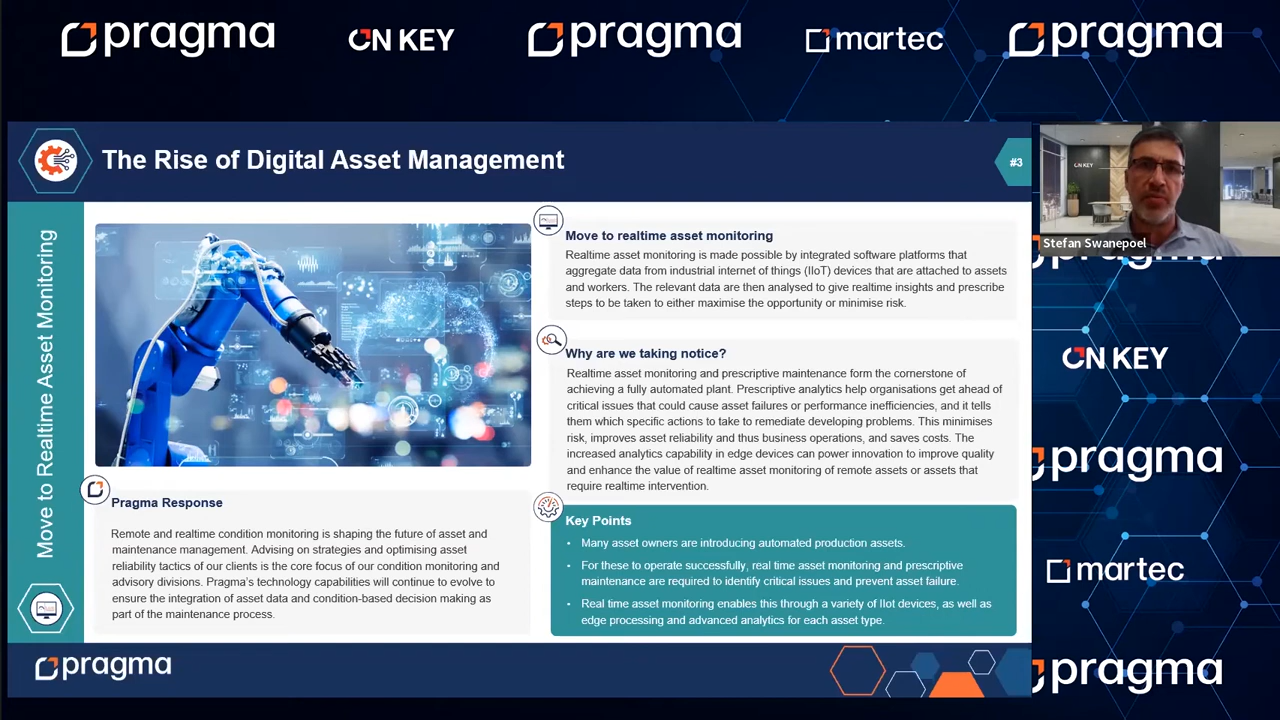 pragma
ON KEY
pragma
martec
pragma
The Rise of Digital Asset Management
#3
ON KEY
Stefan Swanepoel
Move to Realtime Asset Monitoring
Move to realtime asset monitoring
Realtime asset monitoring is made possible by integrated software platforms that
aggregate data from industrial internet of things (IIoT) devices that are attached to assets
and workers. The relevant data are then analysed to give realtime insights and prescribe
steps to be taken to either maximise the opportunity or minimise risk.
Why are we taking notice?
Realtime asset monitoring and prescriptive maintenance form the cornerstone of
achieving a fully automated plant. Prescriptive analytics help organisations get ahead of
critical issues that could cause asset failures or performance inefficiencies, and it tells
them which specific actions to take to remediate developing problems. This minimises
risk, improves asset reliability and thus business operations, and saves costs. The
increased analytics capability in edge devices can power innovation to improve quality
and enhance the value of realtime asset monitoring of remote assets or assets that
require realtime intervention.
Pragma Response
Remote and realtime condition monitoring is shaping the future of asset and
maintenance management. Advising on strategies and optimising asset
reliability tactics of our clients is the core focus of our condition monitoring and
advisory divisions. Pragma's technology capabilities will continue to evolve to
ensure the integration of asset data and condition-based decision making as
part of the maintenance process.
Key Points
• Many asset owners are introducing automated production assets.
• For these to operate successfully, real time asset monitoring and prescriptive
maintenance are required to identify critical issues and prevent asset failure.
• Real time asset monitoring enables this through a variety of IIot devices, as well as
edge processing and advanced analytics for each asset type.
pragma
ON KEY
pragma
martec
pragma